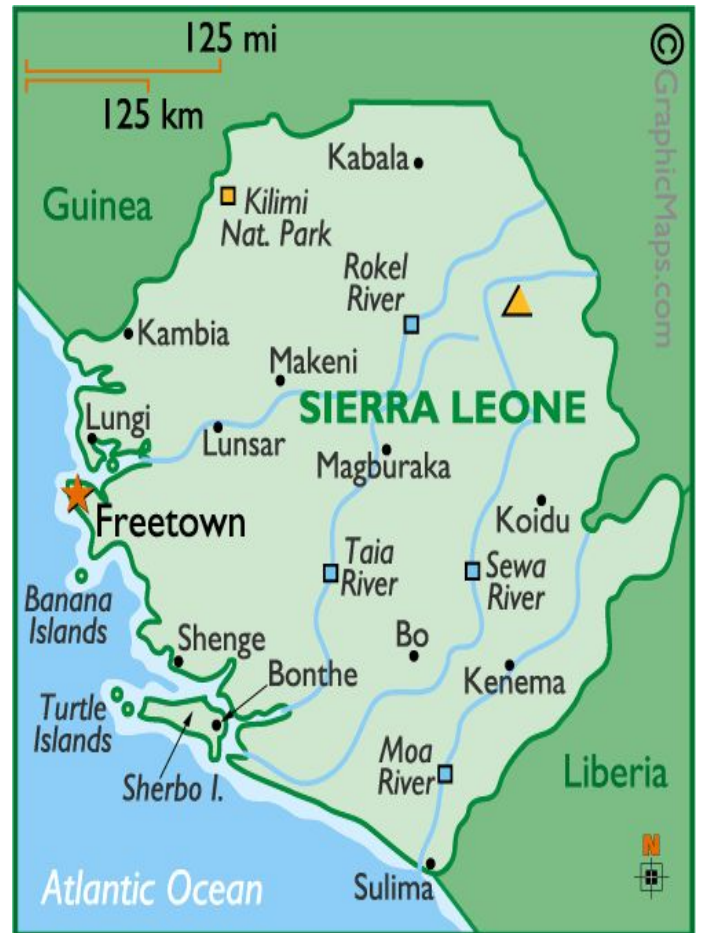 125 mi
125 km
© GraphicMaps.com
Guinea
Kabala
Kilimi
Nat. Park
Rokel
River
Kambia
Makeni
SIERRA LEONE
Lungi
Lunsar
Magburaka
Freetown
Koidu
Taia
River
Sewa
River
Banana
Islands
Shenge
Bo
Bonthe
Kenema
Turtle
Islands
Sherbo I.
Moa
River
Liberia
N
Atlantic Ocean
Sulima